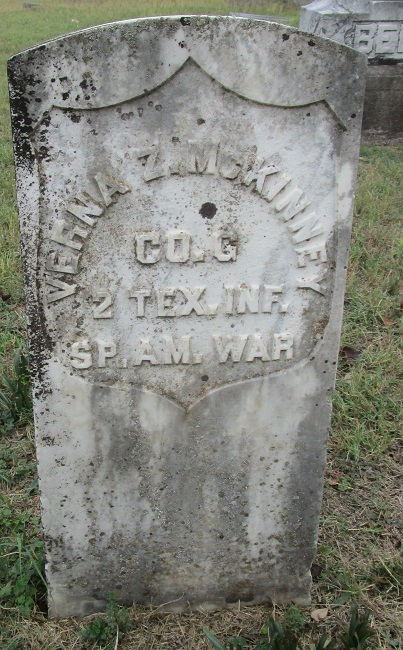 VERNA Z. McKINNEY
CO. G
2 TEX. INF.
SP. AM. WAR